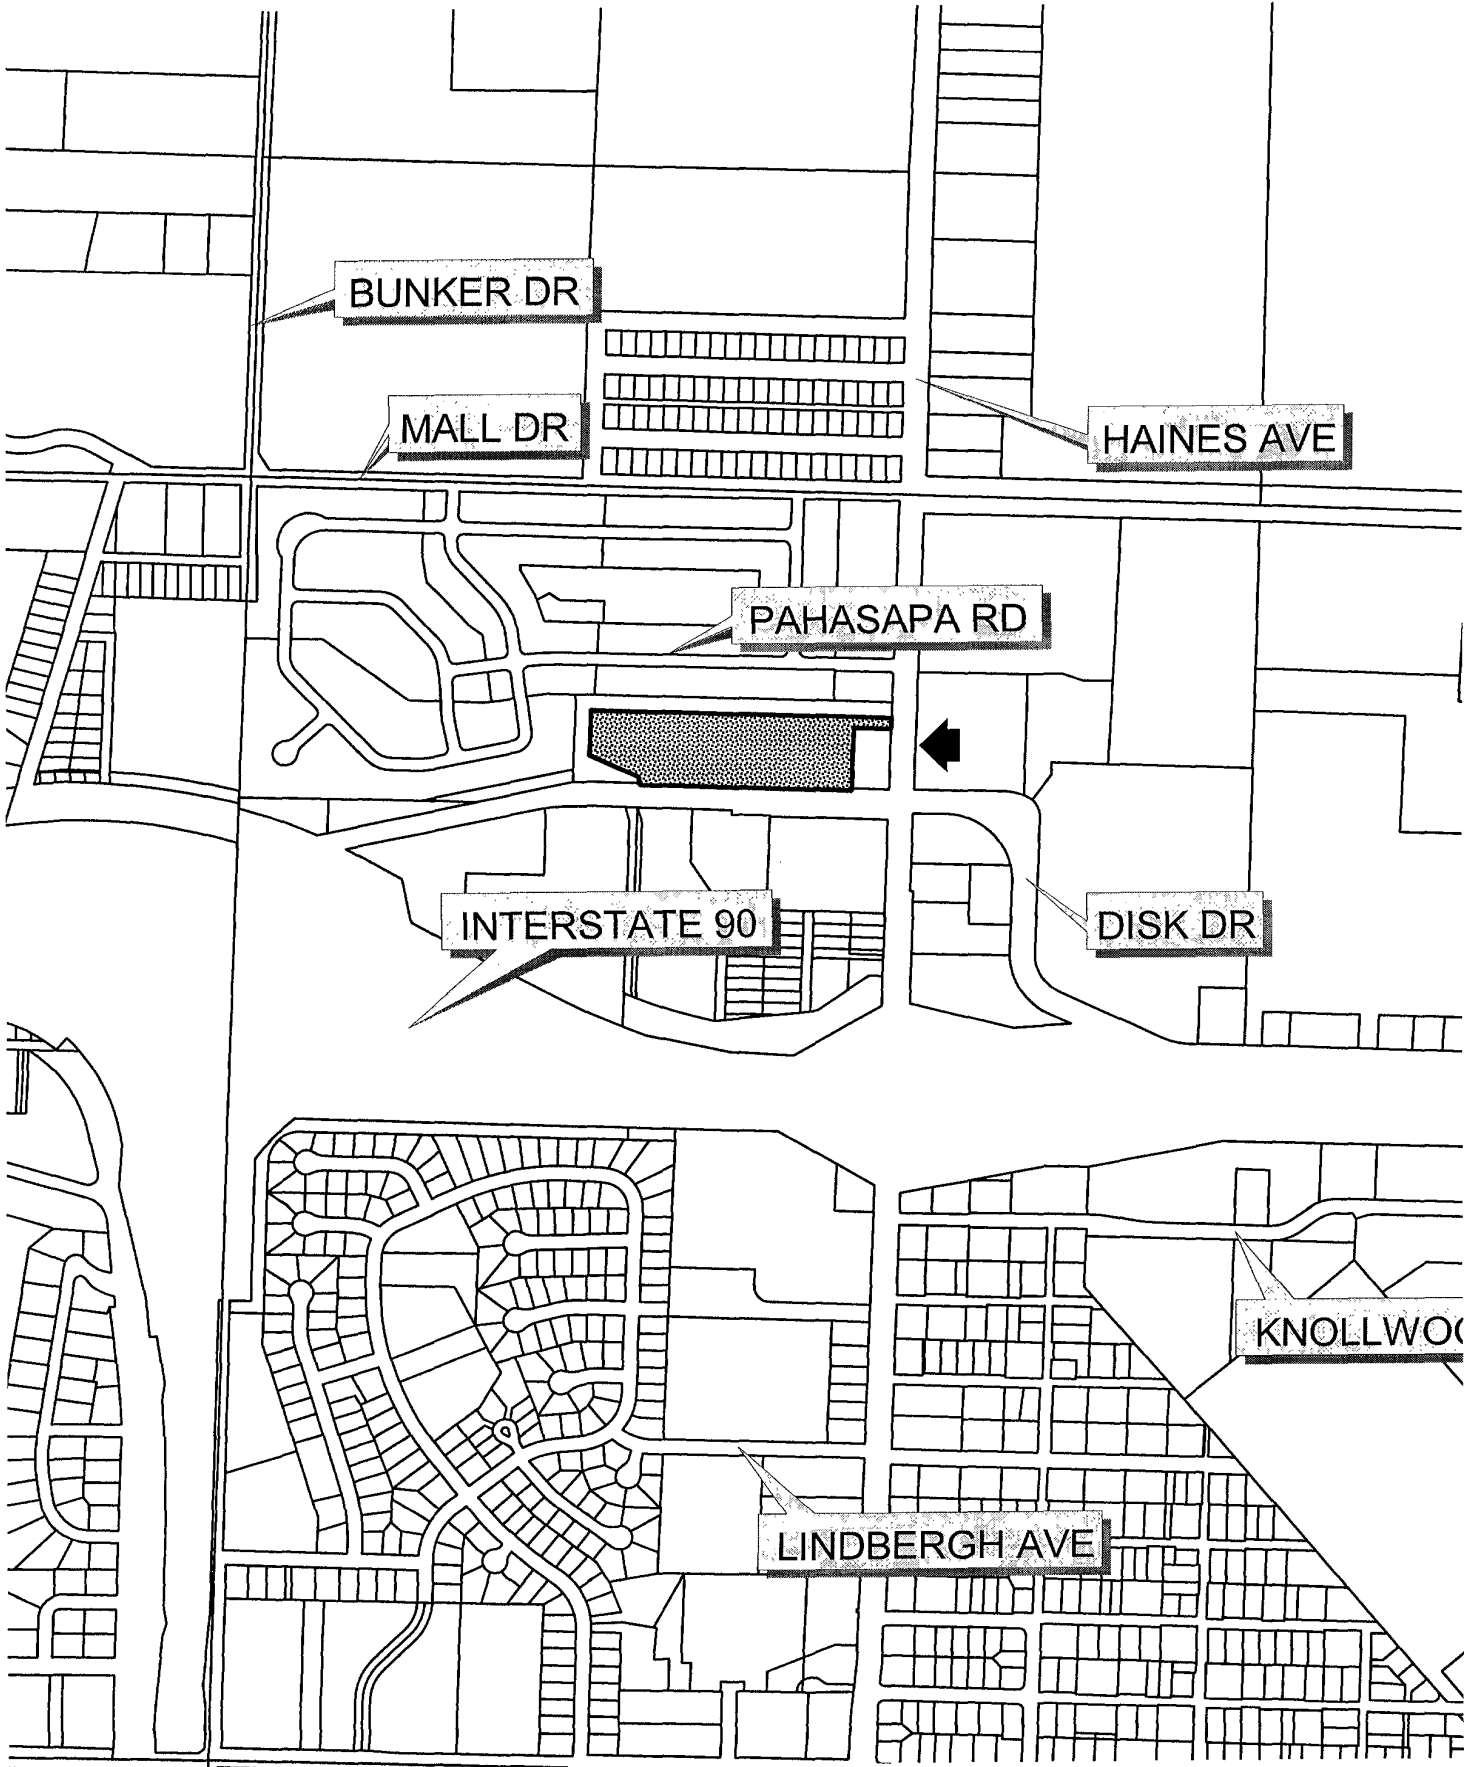 BUNKER DR
MALL DR
HAINES AVE
PAHASAPA RD
INTERSTATE 90
DISK DR
KNOLLWOO
LINDBERGH AVE